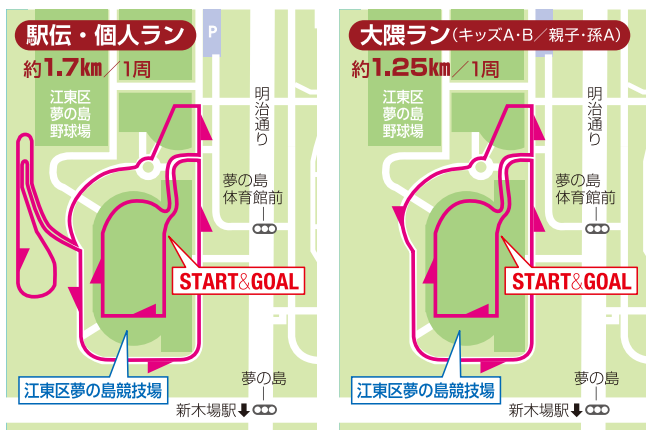 駅伝・個人ラン
約1.7km／1周
P
江東区
夢の島
野球場
明治通り
夢の島
体育館前
START&GOAL
江東区夢の島競技場
夢の島
新木場駅⬇
大隈ラン(キッズA・B／親子・孫A)
約1.25km／1周
P
江東区
夢の島
野球場
明治通り
夢の島
体育館前
START&GOAL
江東区夢の島競技場
夢の島
新木場駅⬇